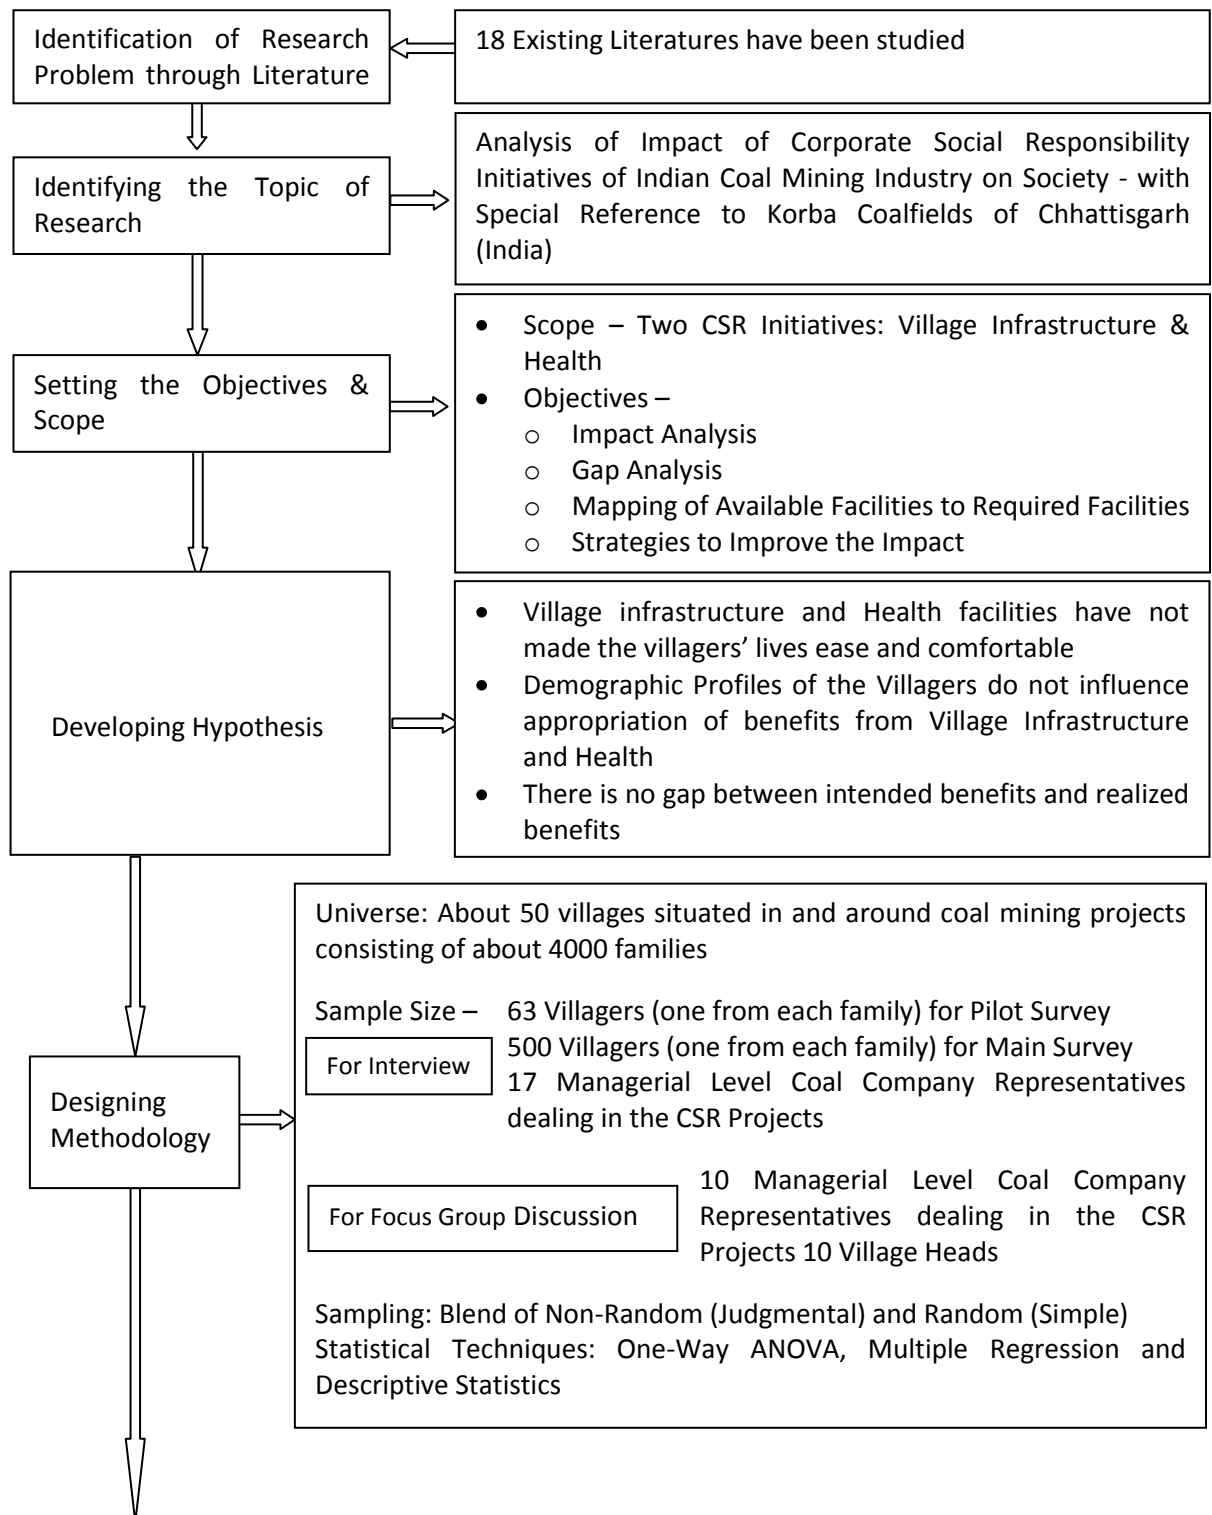 Identification of Research
Problem through Literature
18 Existing Literatures have been studied
Identifying the Topic of
Research
Analysis of Impact of Corporate Social Responsibility
Initiatives of Indian Coal Mining Industry on Society - with
Special Reference to Korba Coalfields of Chhattisgarh
(India)
Setting the Objectives &
Scope
• Scope – Two CSR Initiatives: Village Infrastructure &
Health
• Objectives –
o Impact Analysis
o Gap Analysis
o Mapping of Available Facilities to Required Facilities
o Strategies to Improve the Impact
Developing Hypothesis
• Village infrastructure and Health facilities have not
made the villagers’ lives ease and comfortable
• Demographic Profiles of the Villagers do not influence
appropriation of benefits from Village Infrastructure
and Health
• There is no gap between intended benefits and realized
benefits
Designing
Methodology
Universe: About 50 villages situated in and around coal mining projects
consisting of about 4000 families
Sample Size – 63 Villagers (one from each family) for Pilot Survey
For Interview
500 Villagers (one from each family) for Main Survey
17 Managerial Level Coal Company Representatives
dealing in the CSR Projects
For Focus Group Discussion
10 Managerial Level Coal Company
Representatives dealing in the CSR
Projects 10 Village Heads
Sampling: Blend of Non-Random (Judgmental) and Random (Simple)
Statistical Techniques: One-Way ANOVA, Multiple Regression and
Descriptive Statistics